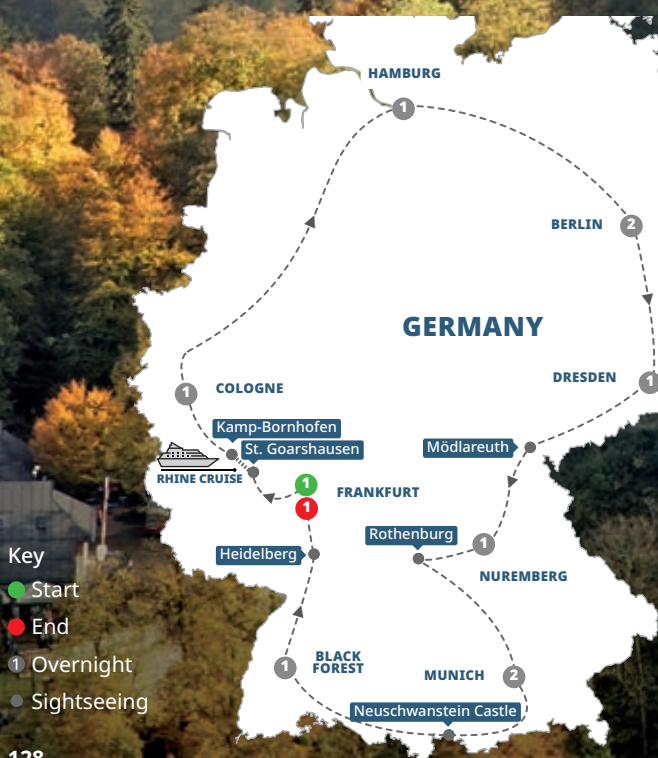 HAMBURG
1
BERLIN
2
GERMANY
DRESDEN
1
COLOGNE
1
Kamp-Bornhofen
St. Goarshausen
RHINE CRUISE
Mödlareuth
1
FRANKFURT
1
Rothenburg
1
NUREMBERG
Heidelberg
BLACK
FOREST
1
MUNICH
2
Neuschwanstein Castle
Key
Start
End
1 Overnight
Sightseeing
128